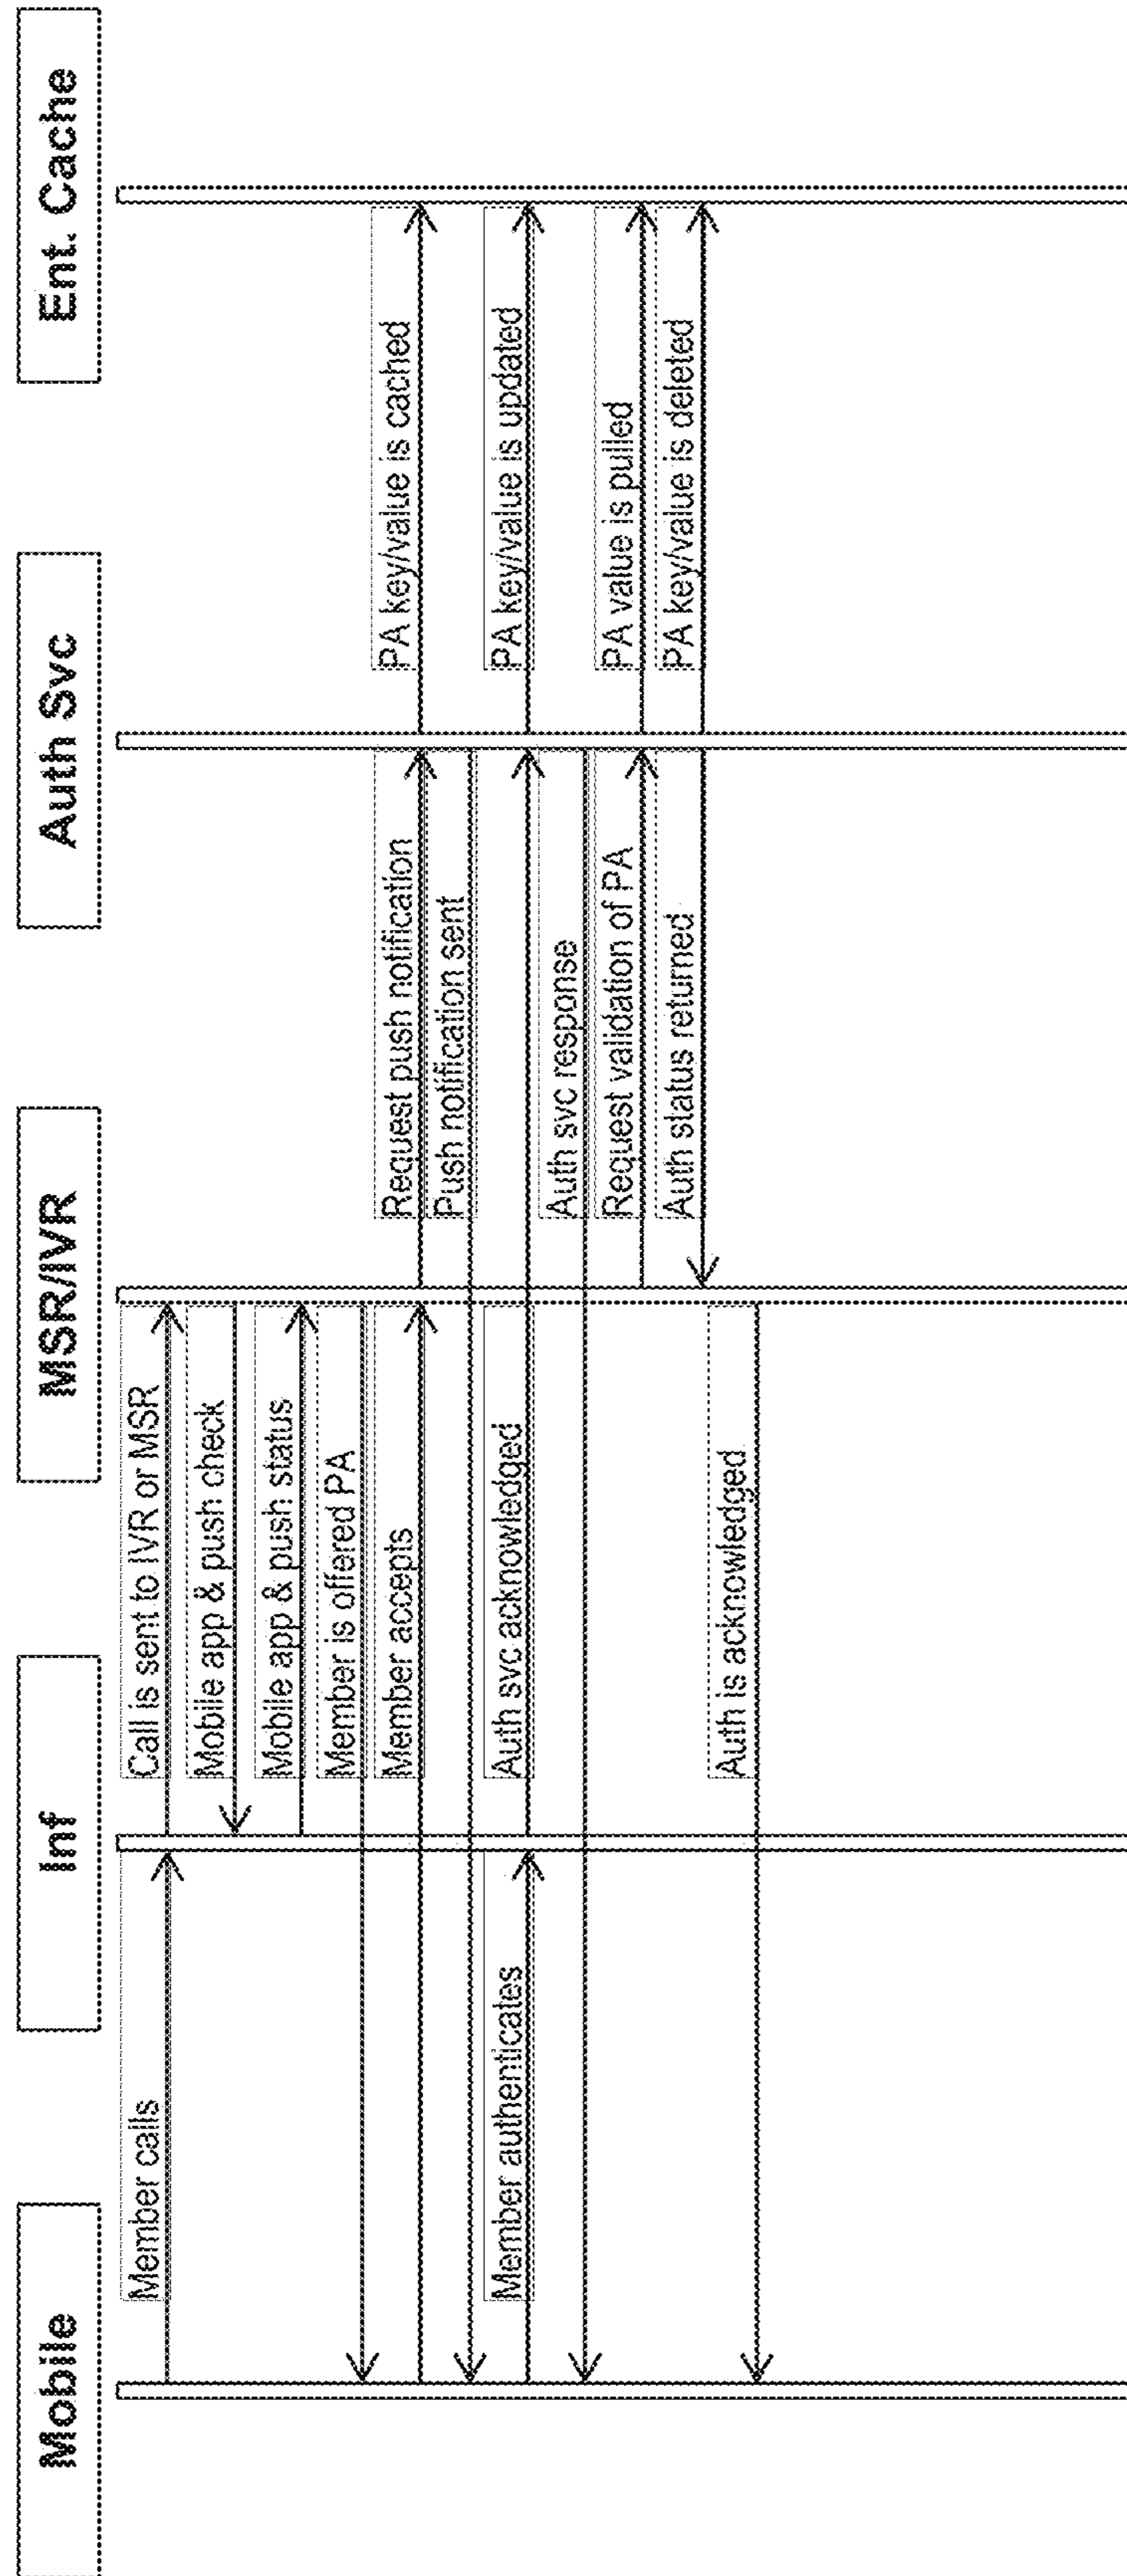 Mobile
Inf
MSR/IVR
Auth Svc
Ent. Cache
Member calls
Call is sent to IVR or MSR
Mobile app & push check
Mobile app & push status
Member is offered PA
Member accepts
Request push notification
PA key/value is cached
Push notification sent
Member authenticates
Auth svc acknowledged
PA key/value is updated
Auth svc response
Request validation of PA
PA value is pulled
Auth status returned
PA key/value is deleted
Auth is acknowledged